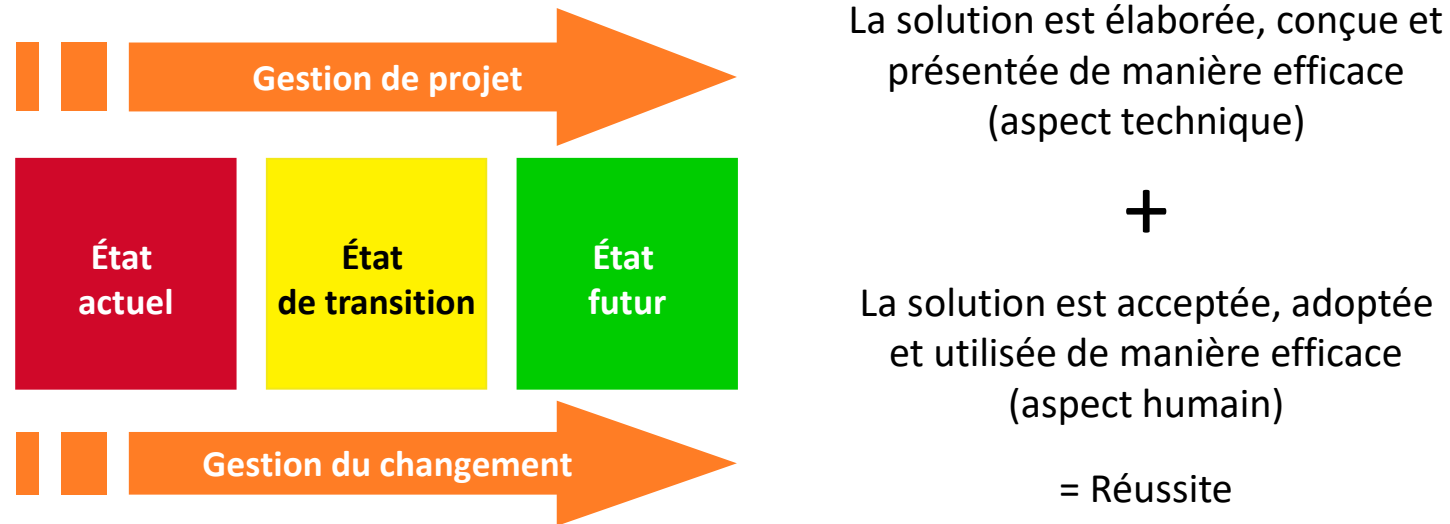 Gestion de projet
État
actuel
État
de transition
État
futur
Gestion du changement
La solution est élaborée, conçue et
présentée de manière efficace
(aspect technique)
+
La solution est acceptée, adoptée
et utilisée de manière efficace
(aspect humain)
= Réussite